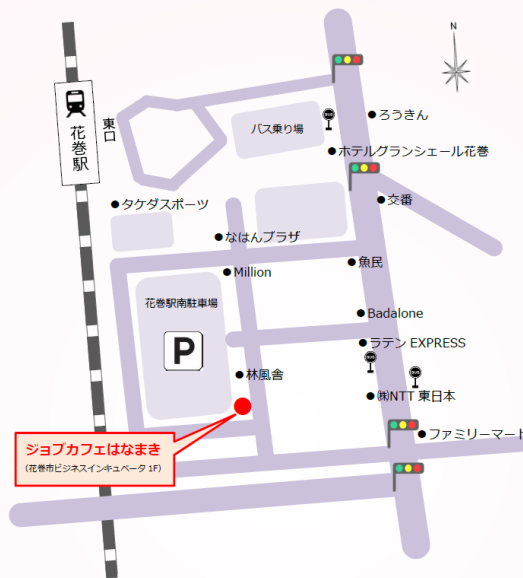 N
花巻駅
東口
バス乗り場
BUS
●ろうきん
●ホテルグランシェール花巻
●交番
●タケダスポーツ
●なはんプラザ
●魚民
●Million
花巻駅南駐車場
P
●Badalone
●ラテン EXPRESS
BUS
BUS
●林風舎
●㈱NTT 東日本
●ファミリーマート
ジョブカフェはなまき
(花巻市ビジネスインキュベータ 1F)